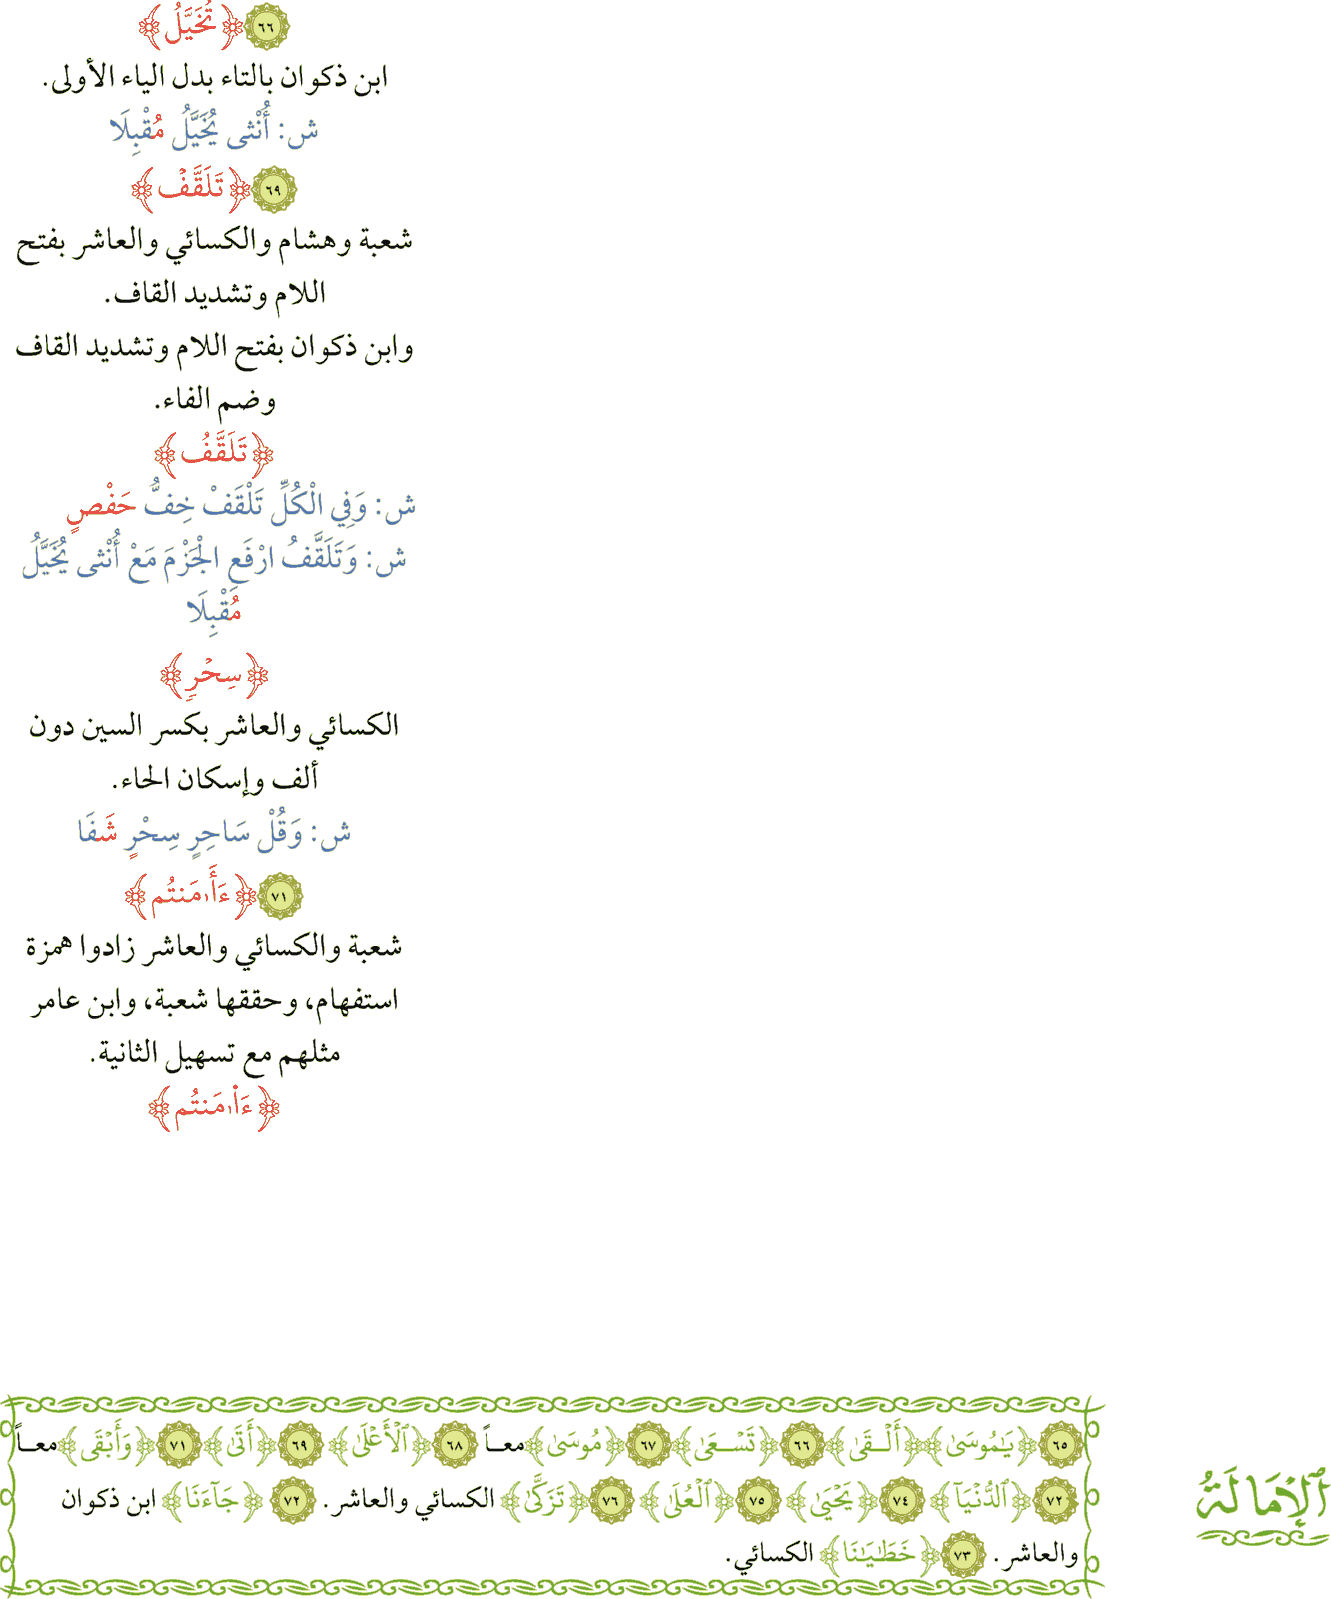 ٦٦ ﴿تُخَيَّلُ﴾
ابن ذكوان بالتاء بدل الياء الأولى.
ش: أُنْثى يُخَيَّلُ مُقْبِلَا
٦٩ ﴿تَلَقَّفْ﴾
شعبة وهشام والكسائي والعاشر بفتح
اللام وتشديد القاف.
وابن ذكوان بفتح اللام وتشديد القاف
وضم الفاء.
﴿تَلَقَّفُ﴾
ش: وَفِي الْكُلِّ تَلْقَفْ خِفُّ حَفْصٍ
ش: وَتَلَقَّفُ ارْفَعِ الْجَزْمَ مَعْ أُنْثى يُخَيَّلُ
مُقْبِلَا
﴿سِحْرٍ﴾
الكسائي والعاشر بكسر السين دون
ألف وإسكان الحاء.
ش: وَقُلْ سَاحِرٍ سِحْرٍ شَفَا
٧١ ﴿ءَأَٰمَنتُم﴾
شعبة والكسائي والعاشر زادوا همزة
استفهام، وحققها شعبة، وابن عامر
مثلهم مع تسهيل الثانية.
﴿ءَاٰ۬مَنتُم﴾
٦٥ ﴿يَٰمُوسَىٰ﴾ ﴿أَلْقَىٰ﴾ ٦٦ ﴿تَسْعَىٰ﴾ ٦٧ ﴿مُوسَىٰ﴾ معاً ٦٨ ﴿ٱلْأَعْلَىٰ﴾ ٦٩ ﴿أَتَىٰ﴾ ٧١ ﴿وَأَبْقَىٰ﴾ معاً
٧٢ ﴿ٱلدُّنْيَآ﴾ ٧٤ ﴿يَحْيَىٰ﴾ ٧٥ ﴿ٱلْعُلَىٰ﴾ ٧٦ ﴿تَزَكَّىٰ﴾ الكسائي والعاشر. ٧٢ ﴿جَآءَنَا﴾ ابن ذكوان
والعاشر. ٧٣ ﴿خَطَٰيَٰنَا﴾ الكسائي.
ٱلْإِمَالَةُ